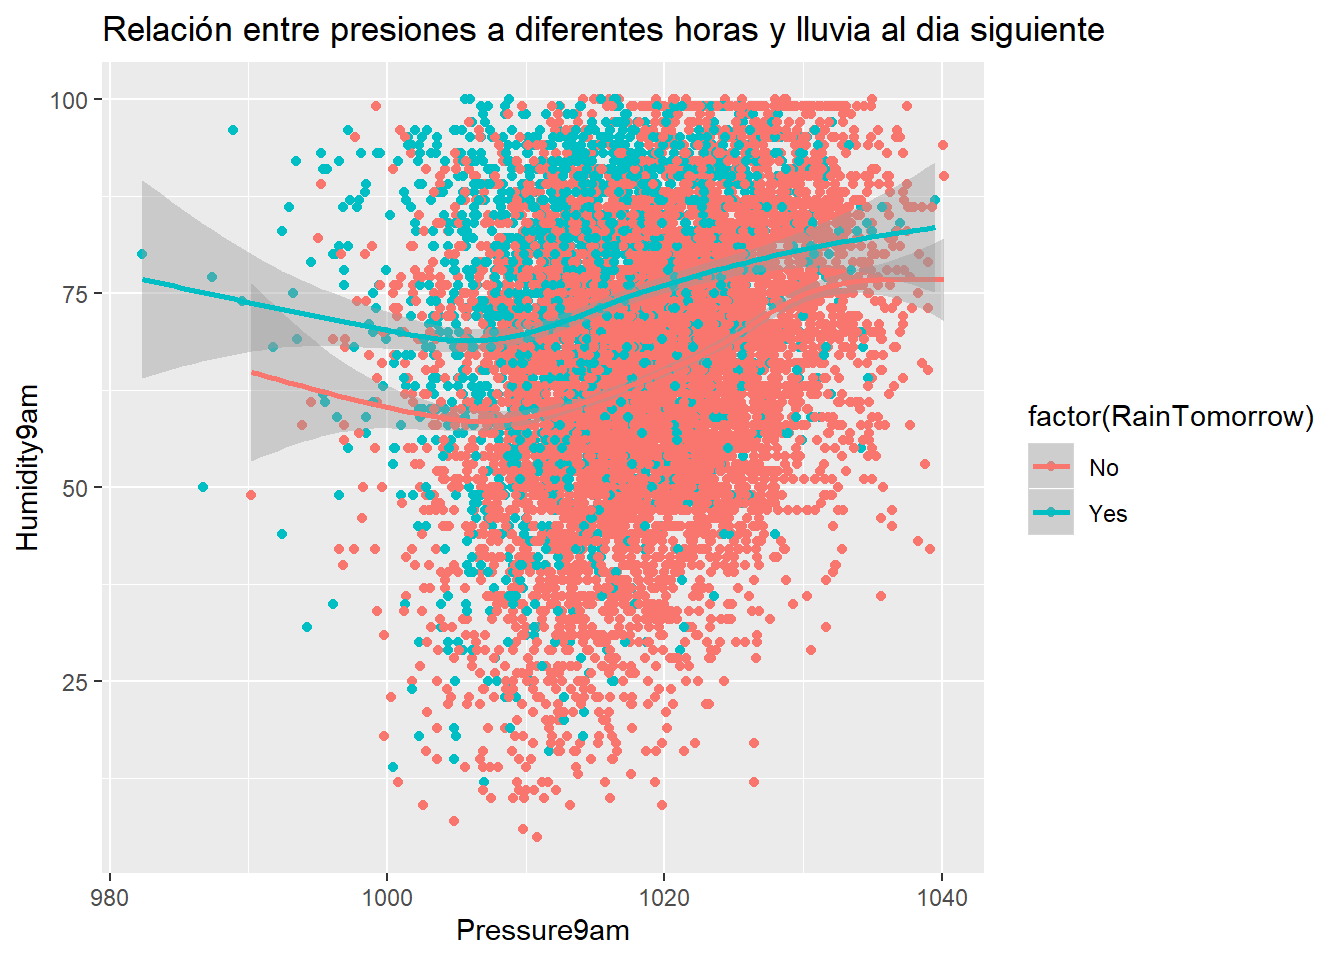 Relación entre presiones a diferentes horas y lluvia al dia siguiente
100
75
50
25
Humidity9am
980
1000
1020
1040
Pressure9am
factor(RainTomorrow)
No
Yes